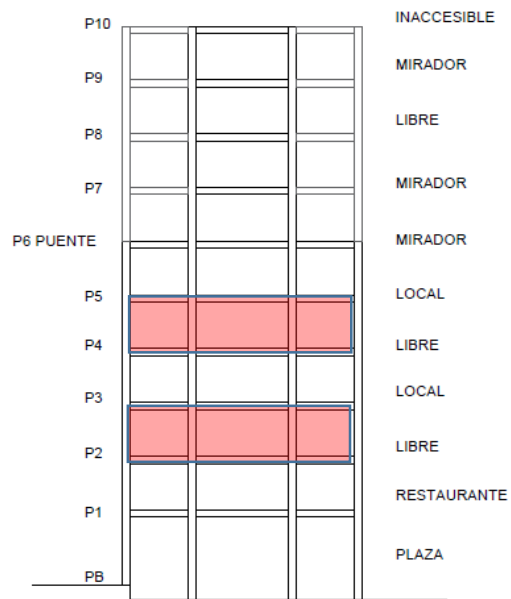 P10 INACCESIBLE
P9 MIRADOR
P8 LIBRE
P7 MIRADOR
P6 PUENTE MIRADOR
P5 LOCAL
P4 LIBRE
P3 LOCAL
P2 LIBRE
P1 RESTAURANTE
PB PLAZA